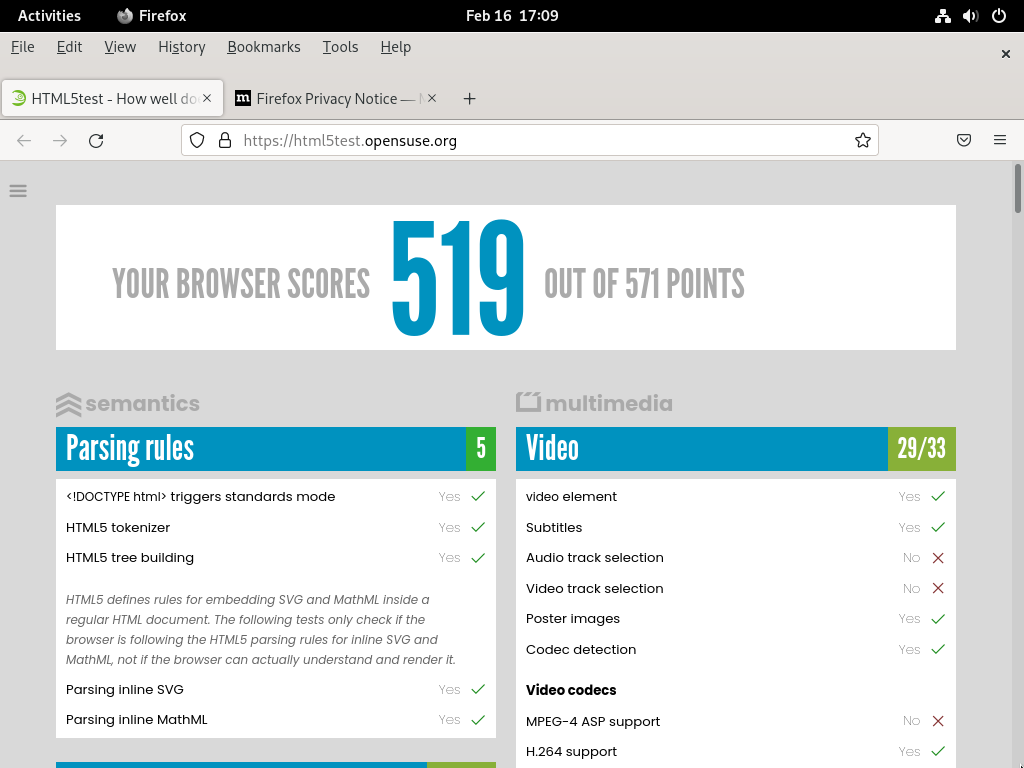 Activities
Firefox
Feb 16 17:09
File Edit View History Bookmarks Tools Help
HTML5test - How well do
m
Firefox Privacy Notice —
https://html5test.opensuse.org
YOUR BROWSER SCORES 519 OUT OF 571 POINTS
semantics
Parsing rules 5
<!DOCTYPE html> triggers standards mode Yes
HTML5 tokenizer Yes
HTML5 tree building Yes
HTML5 defines rules for embedding SVG and MathML inside a
regular HTML document. The following tests only check if the
browser is following the HTML5 parsing rules for inline SVG and
MathML, not if the browser can actually understand and render it.
Parsing inline SVG Yes
Parsing inline MathML Yes
multimedia
Video 29/33
video element Yes
Subtitles Yes
Audio track selection No
Video track selection No
Poster images Yes
Codec detection Yes
Video codecs
MPEG-4 ASP support No
H.264 support Yes